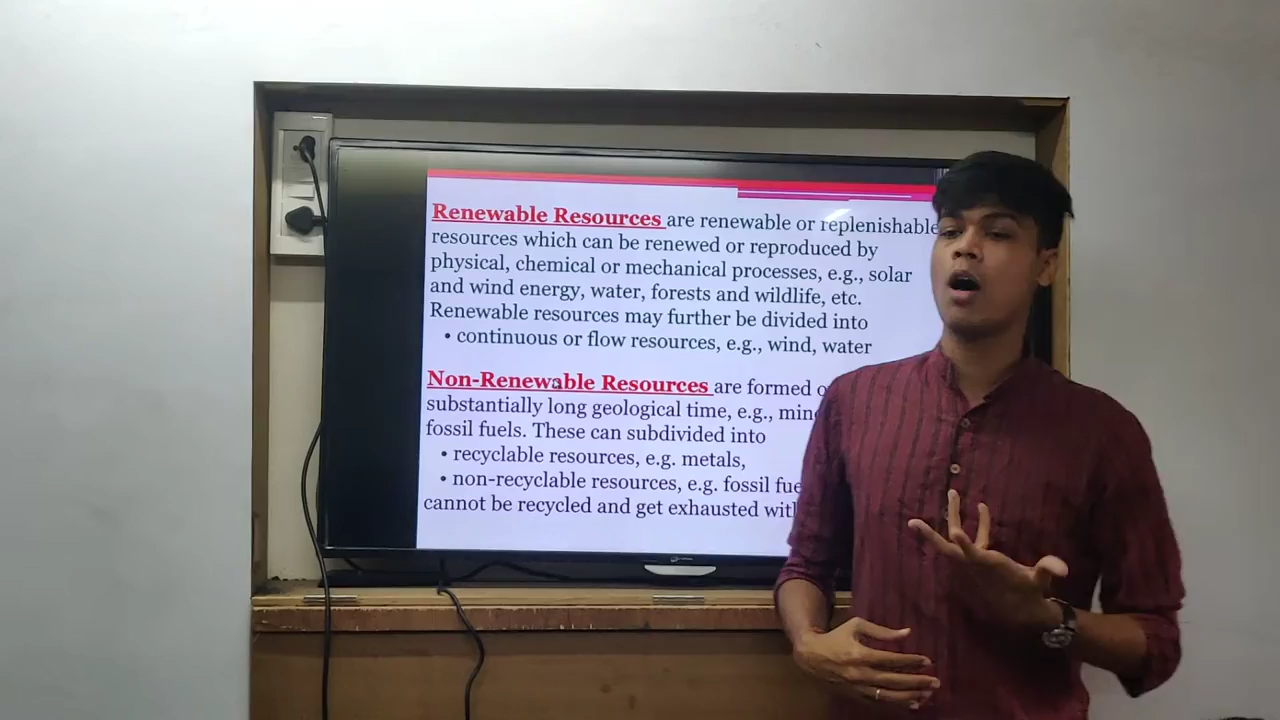 Renewable Resources are renewable or replenishable
resources which can be renewed or reproduced by
physical, chemical or mechanical processes, e.g., solar
and wind energy, water, forests and wildlife, etc.
Renewable resources may further be divided into
• continuous or flow resources, e.g., wind, water
Non-Renewable Resources are formed
substantially long geological time, e.g.,
fossil fuels. These can subdivided into
• recyclable resources, e.g. metals,
• non-recyclable resources, e.g. fossil
cannot be recycled and get exhausted